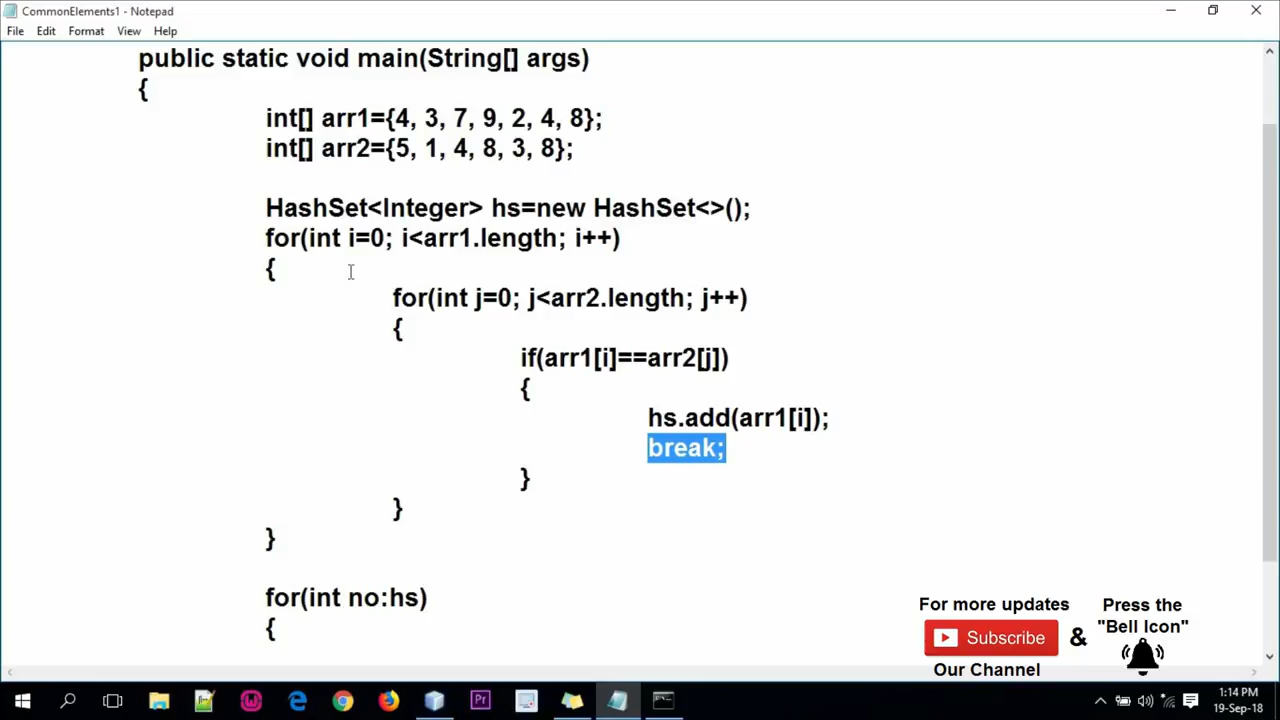 CommonElements1 - Notepad
File Edit Format View Help
public static void main(String[] args)
{
int[] arr1={4, 3, 7, 9, 2, 4, 8};
int[] arr2={5, 1, 4, 8, 3, 8};
HashSet<Integer> hs=new HashSet<>();
for(int i=0; i<arr1.length; i++)
{
for(int j=0; j<arr2.length; j++)
{
if(arr1[i]==arr2[j])
{
hs.add(arr1[i]);
break;
}
}
}
for(int no:hs)
{
For more updates
Subscribe
Our Channel
&
Press the
"Bell Icon"
Pr
1:14 PM
19-Sep-18